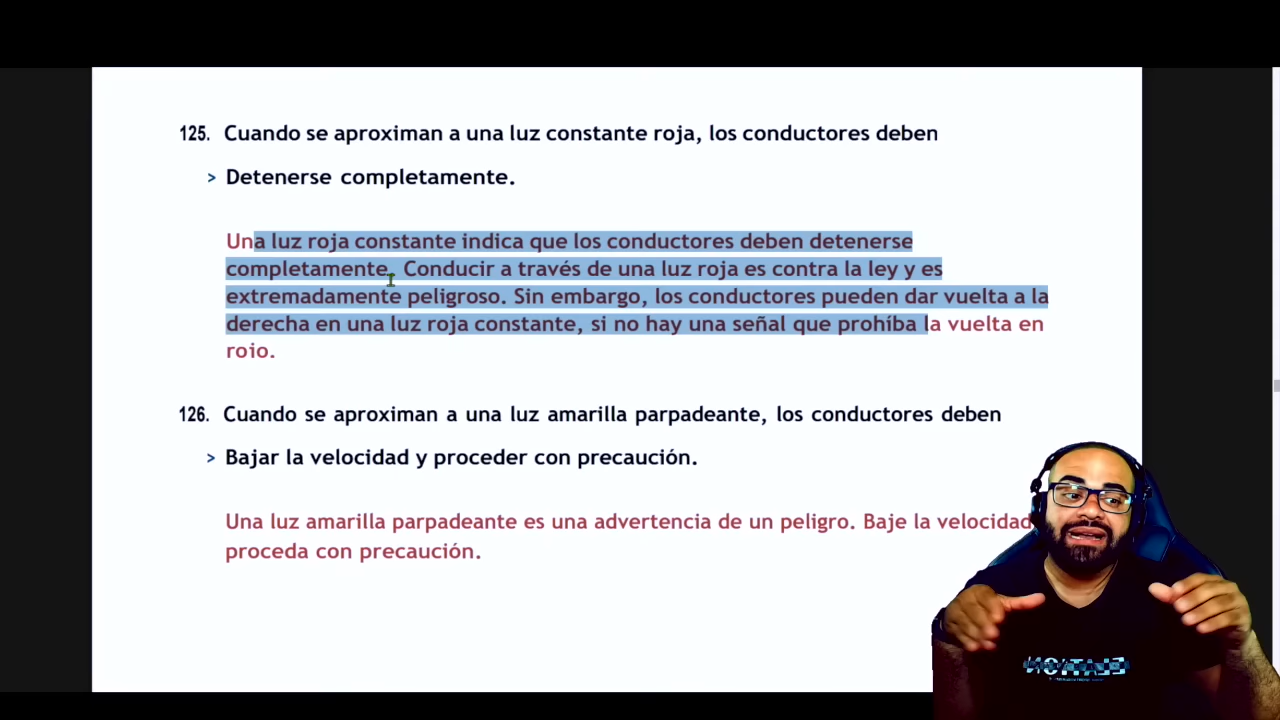 125. Cuando se aproximan a una luz constante roja, los conductores deben
> Detenerse completamente.
Una luz roja constante indica que los conductores deben detenerse
completamente. Conducir a través de una luz roja es contra la ley y es
extremadamente peligroso. Sin embargo, los conductores pueden dar vuelta a la
derecha en una luz roja constante, si no hay una señal que prohíba la vuelta en
rojo.
126. Cuando se aproximan a una luz amarilla parpadeante, los conductores deben
> Bajar la velocidad y proceder con precaución.
Una luz amarilla parpadeante es una advertencia de un peligro. Baje la velocidad
proceda con precaución.